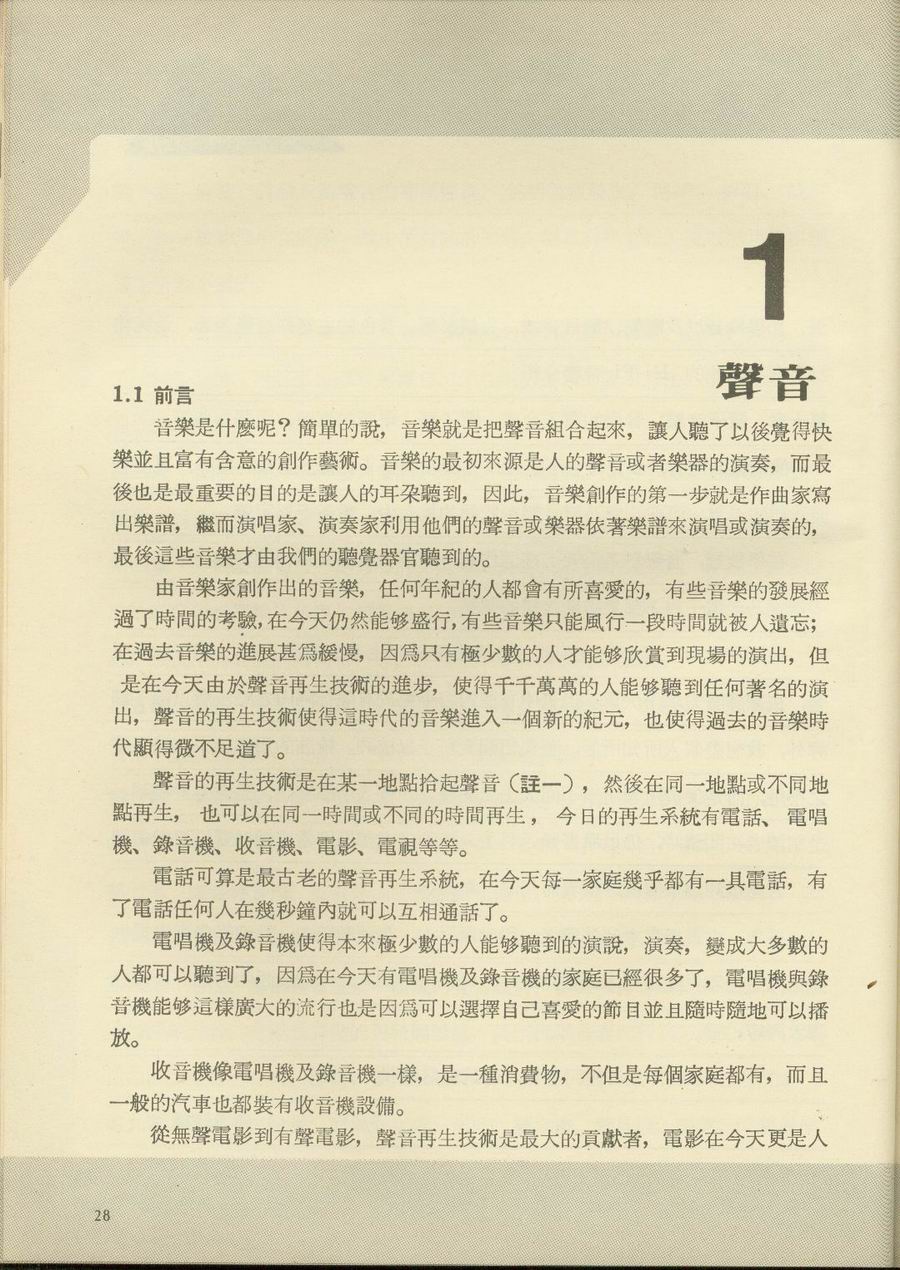 1
聲音
1.1 前言
音樂是什麽呢？簡單的說，音樂就是把聲音組合起來，讓人聽了以後覺得快
樂並且富有含意的創作藝術。音樂的最初來源是人的聲音或者樂器的演奏，而最
後也是最重要的目的是讓人的耳朶聽到，因此，音樂創作的第一步就是作曲家寫
出樂譜，繼而演唱家、演奏家利用他們的聲音或樂器依著樂譜來演唱或演奏的，
最後這些音樂才由我們的聽覺器官聽到的。
由音樂家創作出的音樂，任何年紀的人都會有所喜愛的，有些音樂的發展經
過了時間的考驗，在今天仍然能够盛行，有些音樂只能風行一段時間就被人遺忘；
在過去音樂的進展甚爲緩慢，因爲只有極少數的人才能够欣賞到現場的演出，但
是在今天由於聲音再生技術的進步，使得千千萬萬的人能够聽到任何著名的演
出，聲音的再生技術使得這時代的音樂進入一個新的紀元，也使得過去的音樂時
代顯得微不足道了。
聲音的再生技術是在某一地點拾起聲音（註一），然後在同一地點或不同地
點再生，也可以在同一時間或不同的時間再生，今日的再生系統有電話、電唱
機、錄音機、收音機、電影、電視等等。
電話可算是最古老的聲音再生系統，在今天每一家庭幾乎都有一具電話，有
了電話任何人在幾秒鐘內就可以互相通話了。
電唱機及錄音機使得本來極少數的人能够聽到的演說，演奏，變成大多數的
人都可以聽到了，因爲在今天有電唱機及錄音機的家庭已經很多了，電唱機與錄
音機能够這樣廣大的流行也是因爲可以選擇自己喜愛的節目並且隨時隨地可以播
放。
收音機像電唱機及錄音機一樣，是一種消費物，不但是每個家庭都有，而且
一般的汽車也都裝有收音機設備。
從無聲電影到有聲電影，聲音再生技術是最大的貢獻者，電影在今天更是人
28